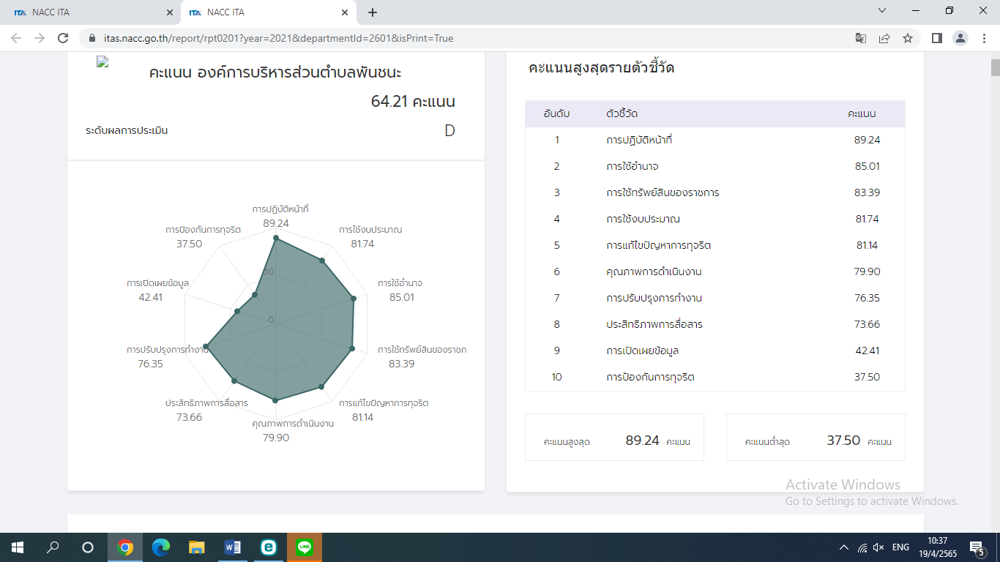 NACC ITA
NACC ITA
itas.nacc.go.th/report/rpt0201?year=2021&departmentId=2601&isPrint=True
คะแนน องค์การบริหารส่วนตำบลพันชนะ
64.21 คะแนน
ระดับผลการประเมิน D
การปฏิบัติหน้าที่
89.24
การใช้งบประมาณ
81.74
การใช้อำนาจ
85.01
การใช้ทรัพย์สินของราชก
83.39
การแก้ไขปัญหาการทุจริต
81.14
คุณภาพการดำเนินงาน
79.90
ประสิทธิภาพการสื่อสาร
73.66
การปรับปรุงการทำงาน
76.35
การเปิดเผยข้อมูล
42.41
การป้องกันการทุจริต
37.50
50
0
คะแนนสูงสุดรายตัวชี้วัด
อันดับ ตัวชี้วัด คะแนน
1 การปฏิบัติหน้าที่ 89.24
2 การใช้อำนาจ 85.01
3 การใช้ทรัพย์สินของราชการ 83.39
4 การใช้งบประมาณ 81.74
5 การแก้ไขปัญหาการทุจริต 81.14
6 คุณภาพการดำเนินงาน 79.90
7 การปรับปรุงการทำงาน 76.35
8 ประสิทธิภาพการสื่อสาร 73.66
9 การเปิดเผยข้อมูล 42.41
10 การป้องกันการทุจริต 37.50
คะแนนสูงสุด 89.24 คะแนน
คะแนนต่ำสุด 37.50 คะแนน
Activate Windows
Go to Settings to activate Windows.
LINE
ENG
10:37
19/4/2565
5